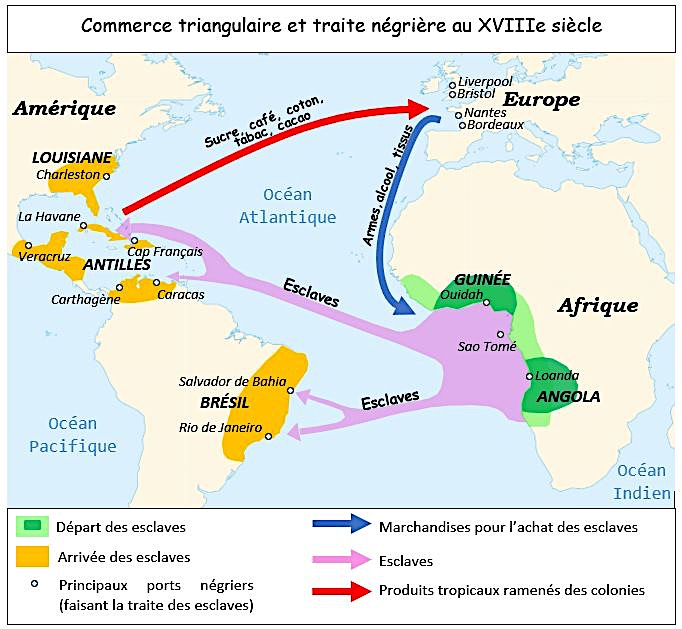 Commerce triangulaire et traite négrière au XVIIIe siècle
Amérique
Europe
Liverpool
Bristol
Nantes
Bordeaux
Sucre, café, coton,
tabac, cacao
Armes, alcool, tissus
LOUISIANE
Charleston
Océan
Atlantique
La Havane
Veracruz
Cap Français
ANTILLES
Carthagène
Caracas
Esclaves
GUINÉE
Ouidah
Afrique
Sao Tomé
Loanda
ANGOLA
Salvador de Bahia
BRÉSIL
Rio de Janeiro
Esclaves
Océan
Pacifique
Océan
Indien
Départ des esclaves
Arrivée des esclaves
Principaux ports négriers
(faisant la traite des esclaves)
Marchandises pour l'achat des esclaves
Esclaves
Produits tropicaux ramenés des colonies